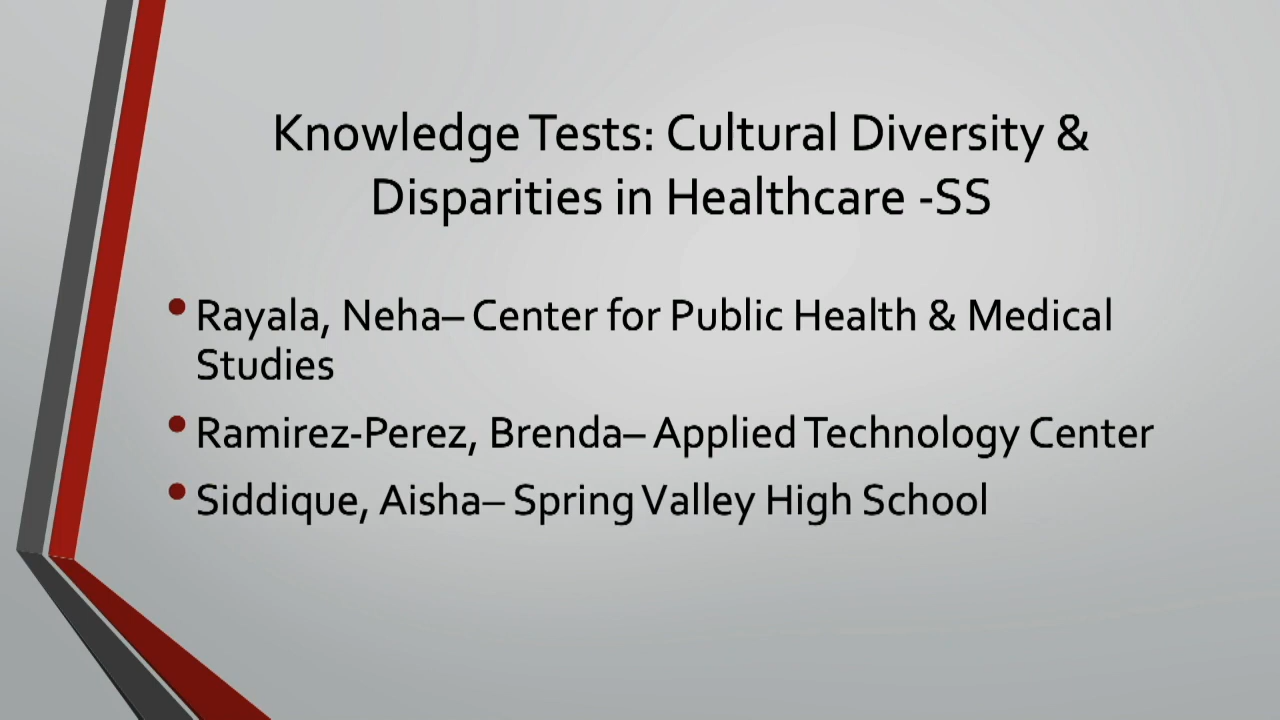 Knowledge Tests: Cultural Diversity &
Disparities in Healthcare -SS
• Rayala, Neha– Center for Public Health & Medical
Studies
• Ramirez-Perez, Brenda– Applied Technology Center
• Siddique, Aisha– Spring Valley High School